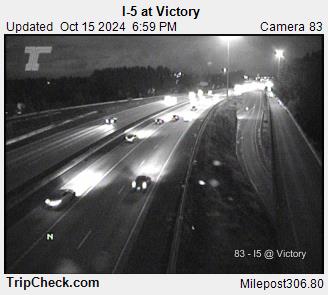 I-5 at Victory
Updated Oct 15 2024 6:59 PM Camera 83
T
N
83 - I5 @ Victory
TripCheck.com Milepost306.80